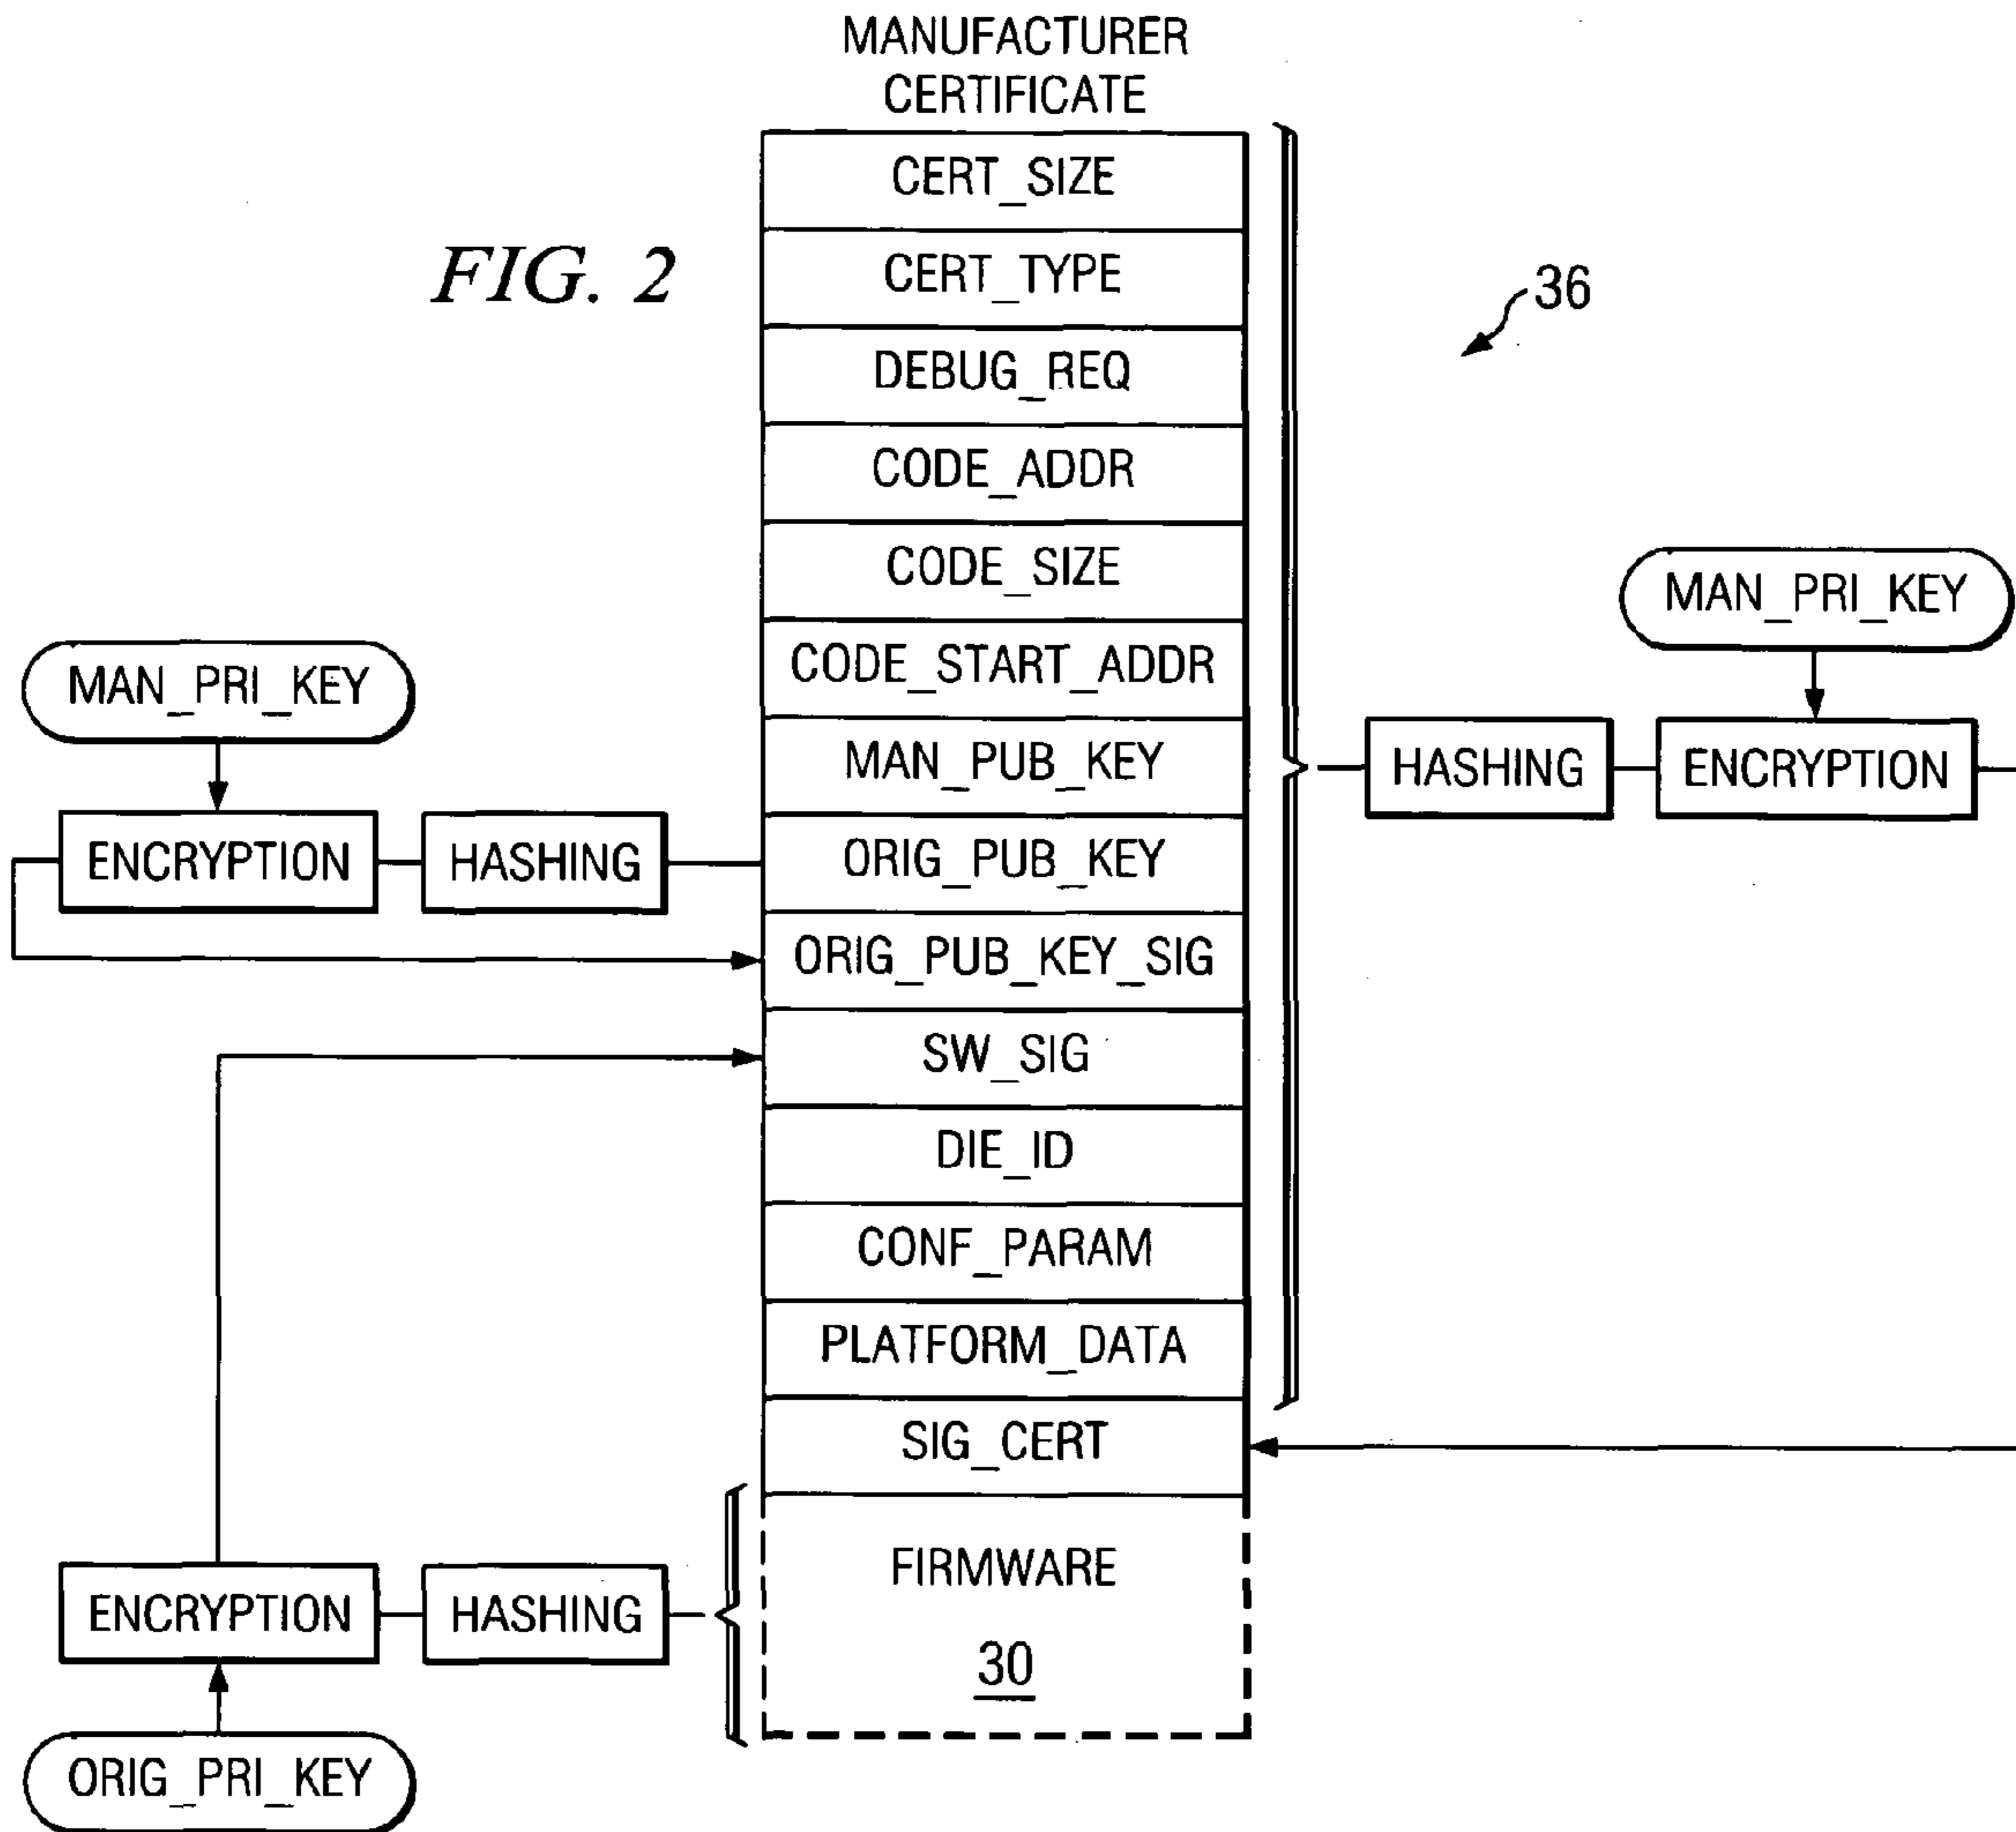 MANUFACTURER
CERTIFICATE
FIG. 2
36
CERT_SIZE
CERT_TYPE
DEBUG_REQ
CODE_ADDR
CODE_SIZE
CODE_START_ADDR
MAN_PUB_KEY
ORIG_PUB_KEY
ORIG_PUB_KEY_SIG
SW_SIG
DIE_ID
CONF_PARAM
PLATFORM_DATA
SIG_CERT
FIRMWARE
30
MAN_PRI_KEY
ENCRYPTION
HASHING
MAN_PRI_KEY
HASHING
ENCRYPTION
ENCRYPTION
HASHING
ORIG_PRI_KEY